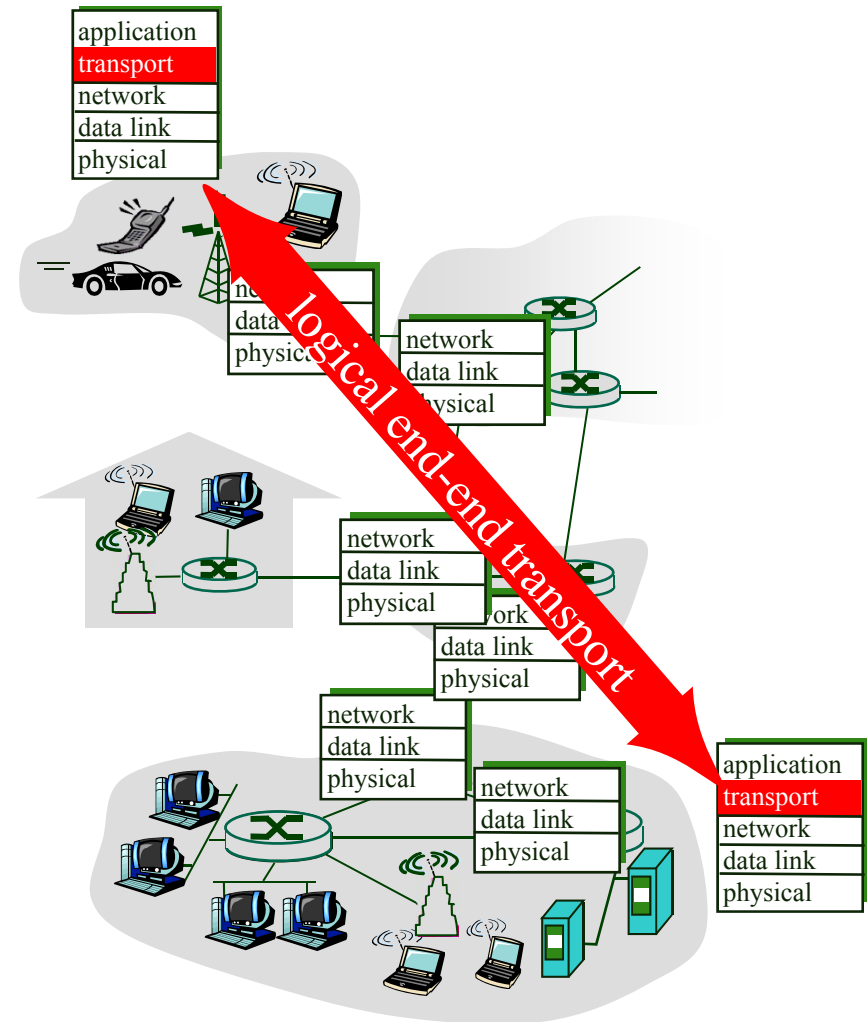 application
transport
network
data link
physical
data
physical
network
data link
physical
logical end-end transport
network
data link
physical
data link
physical
network
data link
physical
network
data link
physical
application
transport
network
data link
physical